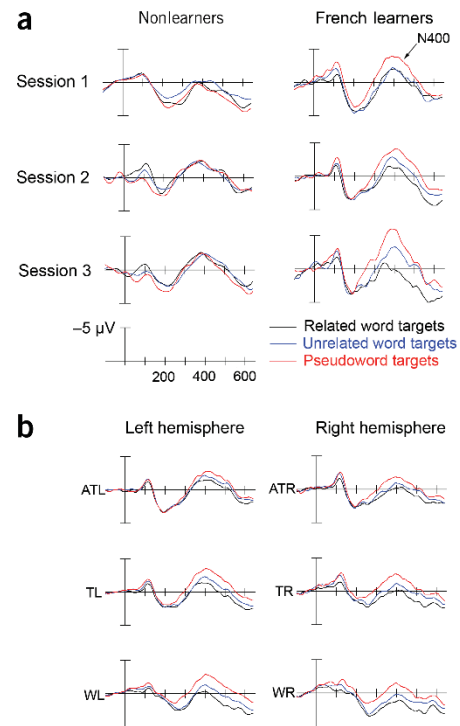 a
Nonlearners
French learners
N400
Session 1
Session 2
Session 3
–5 µV
200 400 600
Related word targets
Unrelated word targets
Pseudoword targets
b
Left hemisphere
Right hemisphere
ATL
ATR
TL
TR
WL
WR